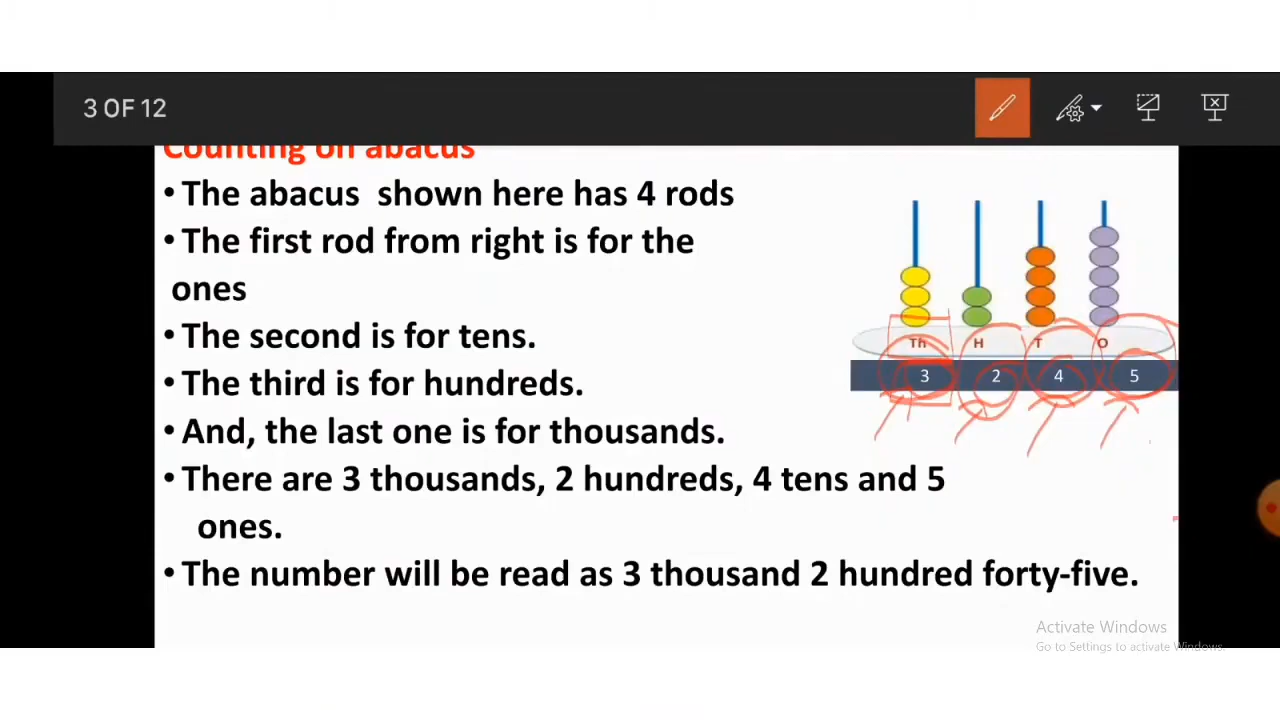 3 OF 12
Counting on abacus
•The abacus shown here has 4 rods
•The first rod from right is for the
ones
•The second is for tens.
•The third is for hundreds.
•And, the last one is for thousands.
•There are 3 thousands, 2 hundreds, 4 tens and 5
ones.
•The number will be read as 3 thousand 2 hundred forty-five.
Th H T O
3 2 4 5
Activate Windows
Go to Settings to activate Windows.